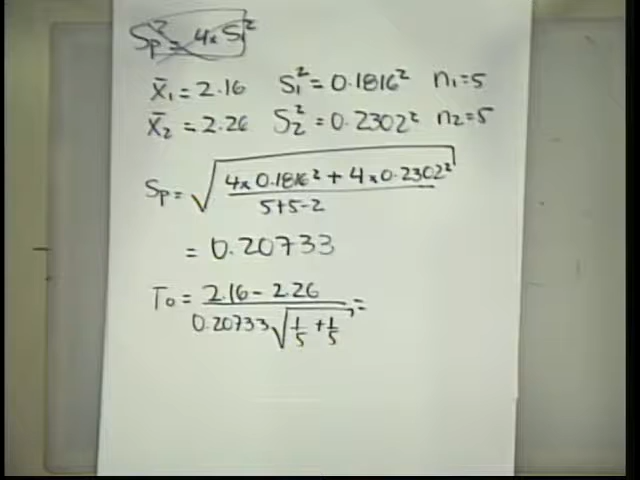 Sp² = 4×S₁²
X̄₁ = 2.16 S₁² = 0.1816² n₁=5
X̄₂ = 2.26 S₂² = 0.2302² n₂=5
Sp = √((4×0.1816² + 4×0.2302²)/(5+5-2))
= 0.20733
T₀ = (2.16 - 2.26)/(0.20733√(1/5 + 1/5)) =